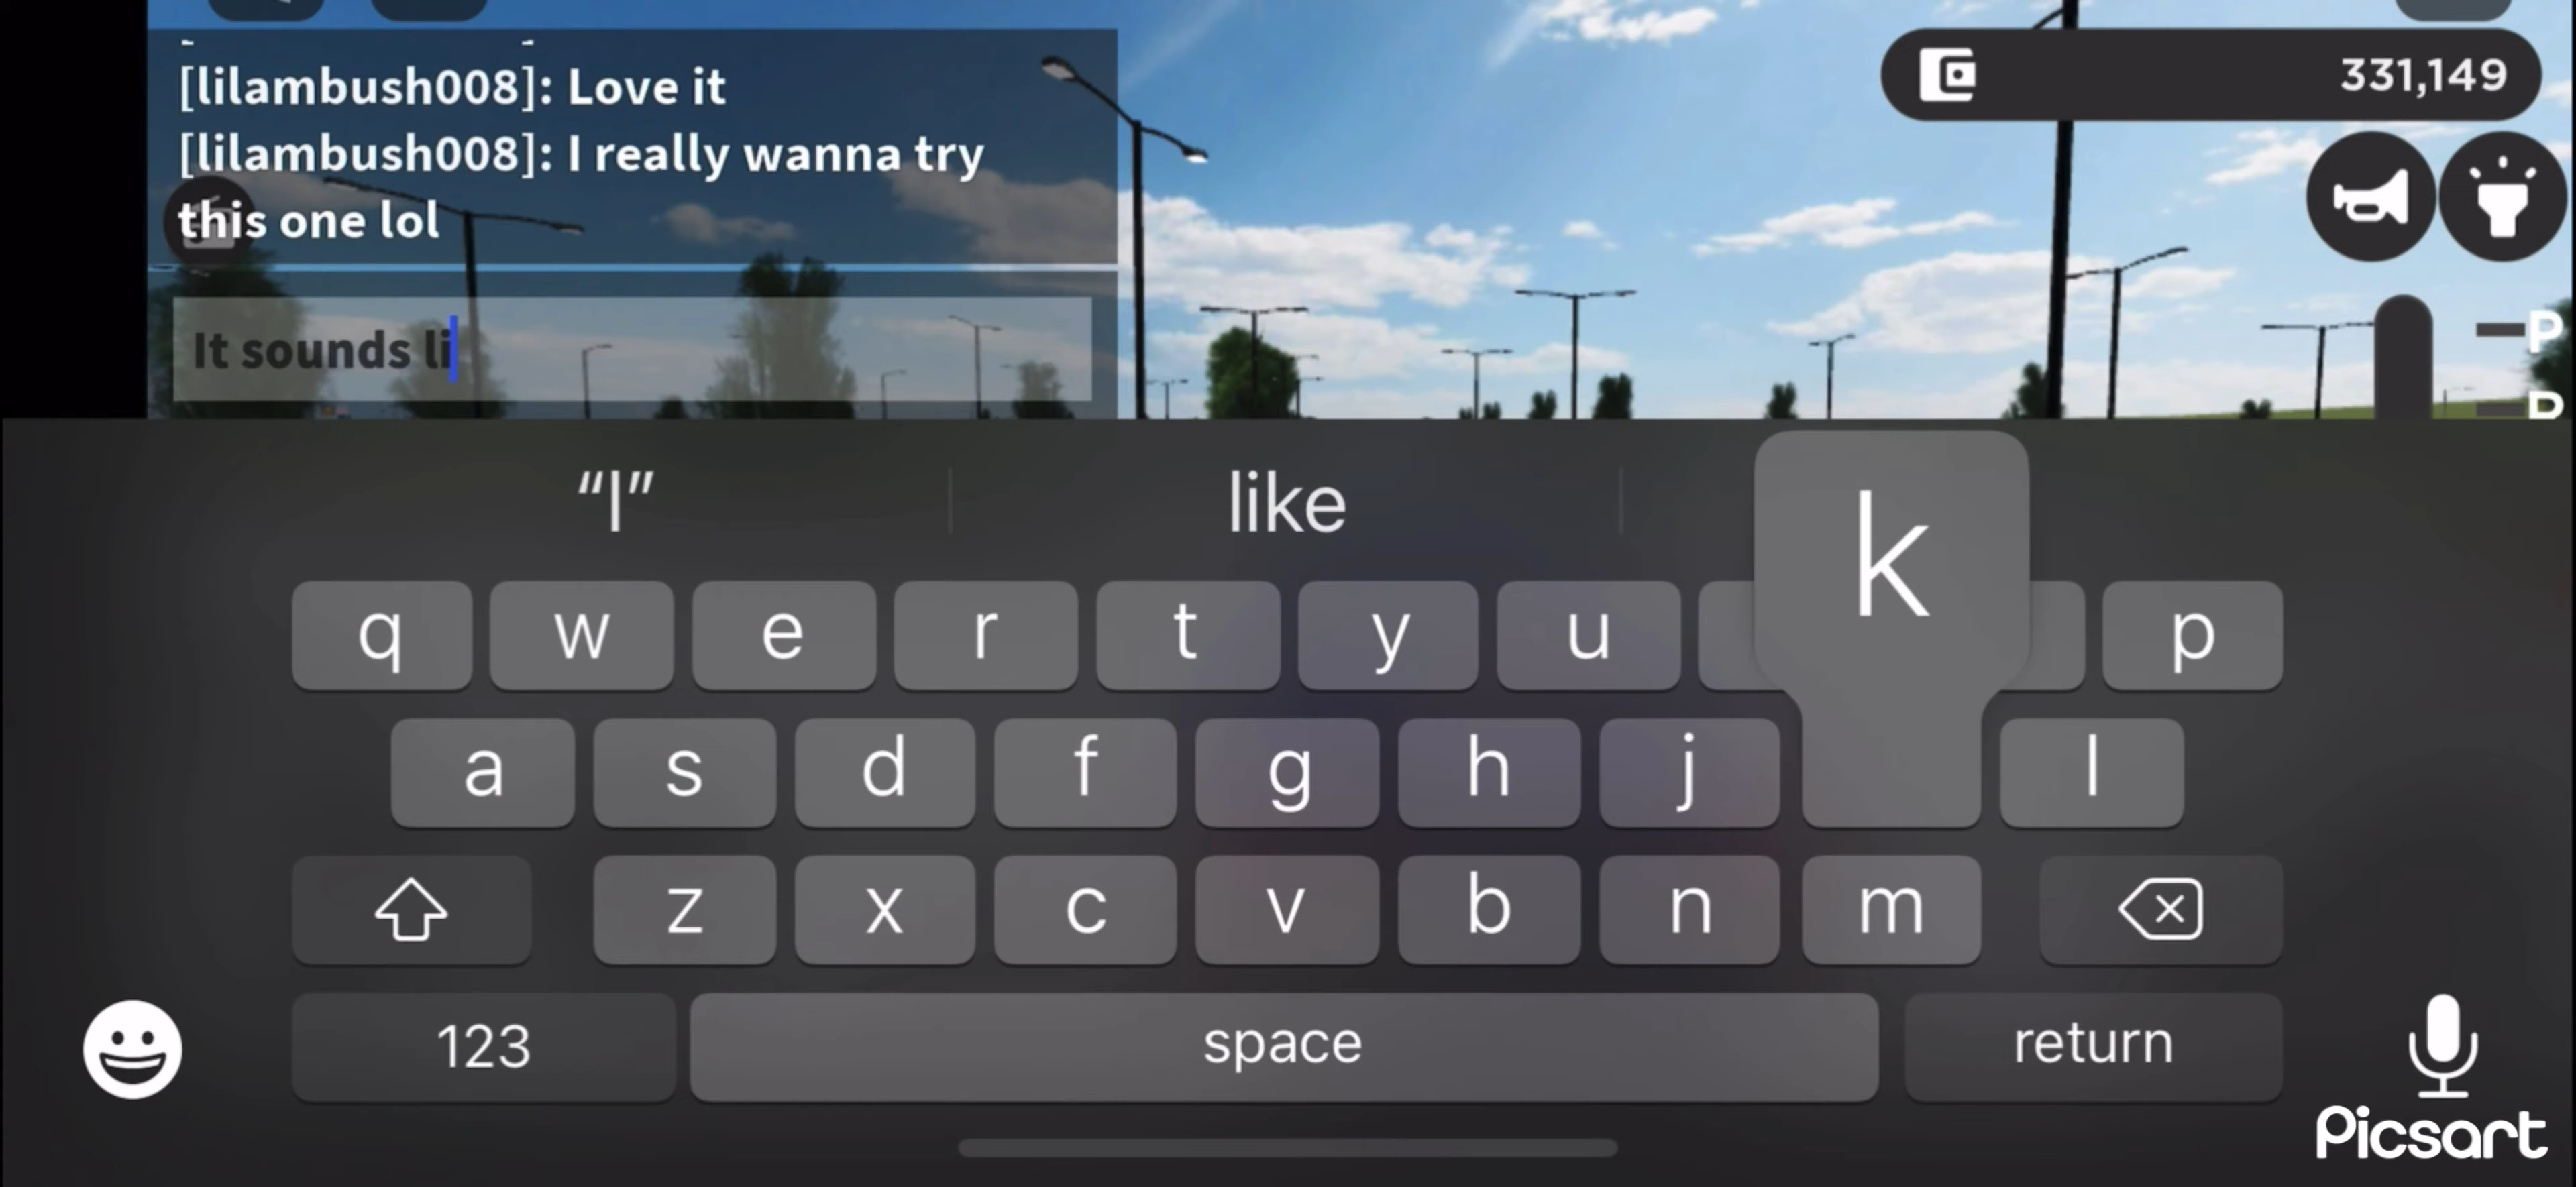 [lilambush008]: Love it
[lilambush008]: I really wanna try
this one lol
331,149
It sounds li
P
“l” like
k
q w e r t y u p
a s d f g h j l
z x c v b n m
123 space return
Picsart